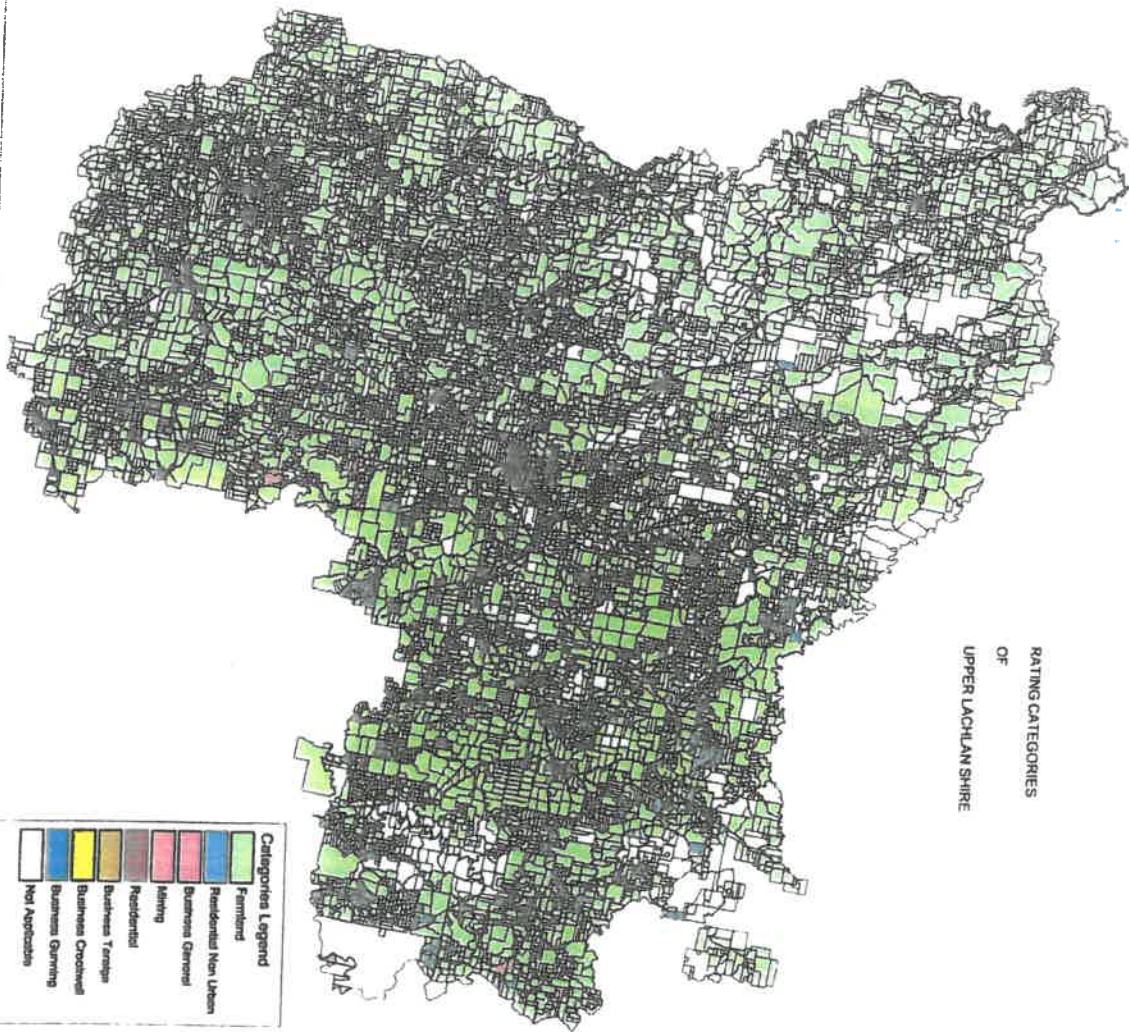 RATING CATEGORIES
OF
UPPER LACHLAN SHIRE
Categories Legend
Farmland
Residential Non Urban
Business General
Mining
Residential
Business Taralga
Business Crookwell
Business Gunning
Not Applicable